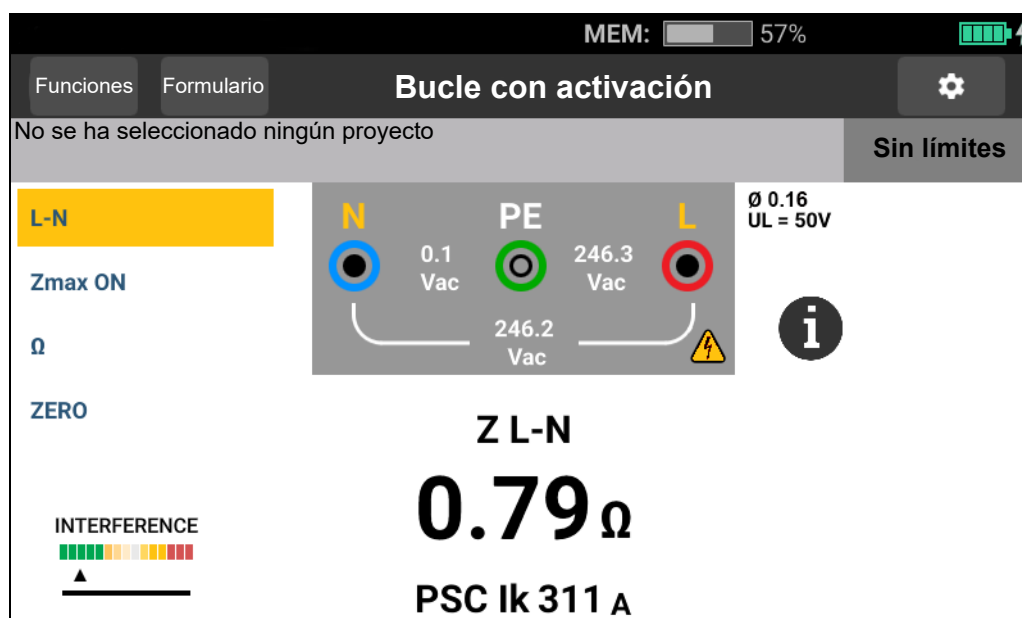 MEM: 57%
Funciones Formulario Bucle con activación
No se ha seleccionado ningún proyecto
Sin límites
L-N
Zmax ON
Ω
ZERO
INTERFERENCE
N PE L
0.1 Vac
246.3 Vac
246.2 Vac
Ø 0.16
UL = 50V
i
Z L-N
0.79 Ω
PSC Ik 311 A